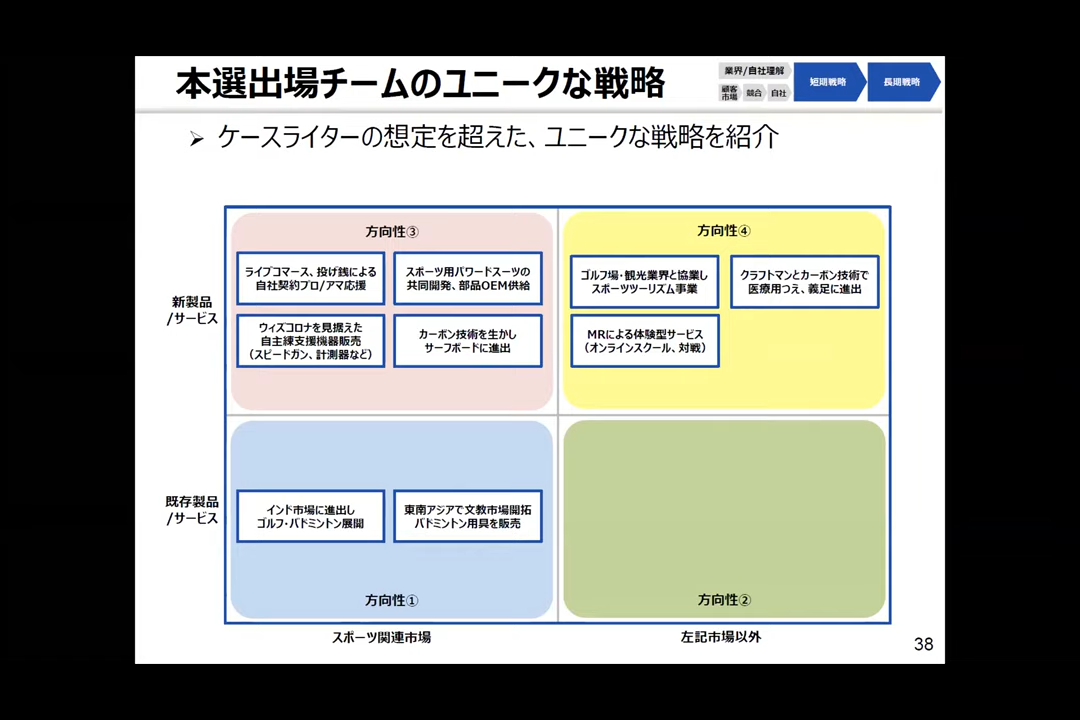 本選出場チームのユニークな戦略
業界/自社理解
顧客
市場
競合
自社
短期戦略
長期戦略
➢ ケースライターの想定を超えた、ユニークな戦略を紹介
方向性③
ライブコマース、投げ銭による
自社契約プロ/アマ応援
スポーツ用パワードスーツの
共同開発、部品OEM供給
ウィズコロナを見据えた
自主練支援機器販売
（スピードガン、計測器など）
カーボン技術を生かし
サーフボードに進出
方向性④
ゴルフ場・観光業界と協業し
スポーツツーリズム事業
クラフトマンとカーボン技術で
医療用つえ、義足に進出
MRによる体験型サービス
（オンラインスクール、対戦）
新製品
/サービス
既存製品
/サービス
インド市場に進出し
ゴルフ・バドミントン展開
東南アジアで文教市場開拓
バドミントン用具を販売
方向性①
方向性②
スポーツ関連市場
左記市場以外
38